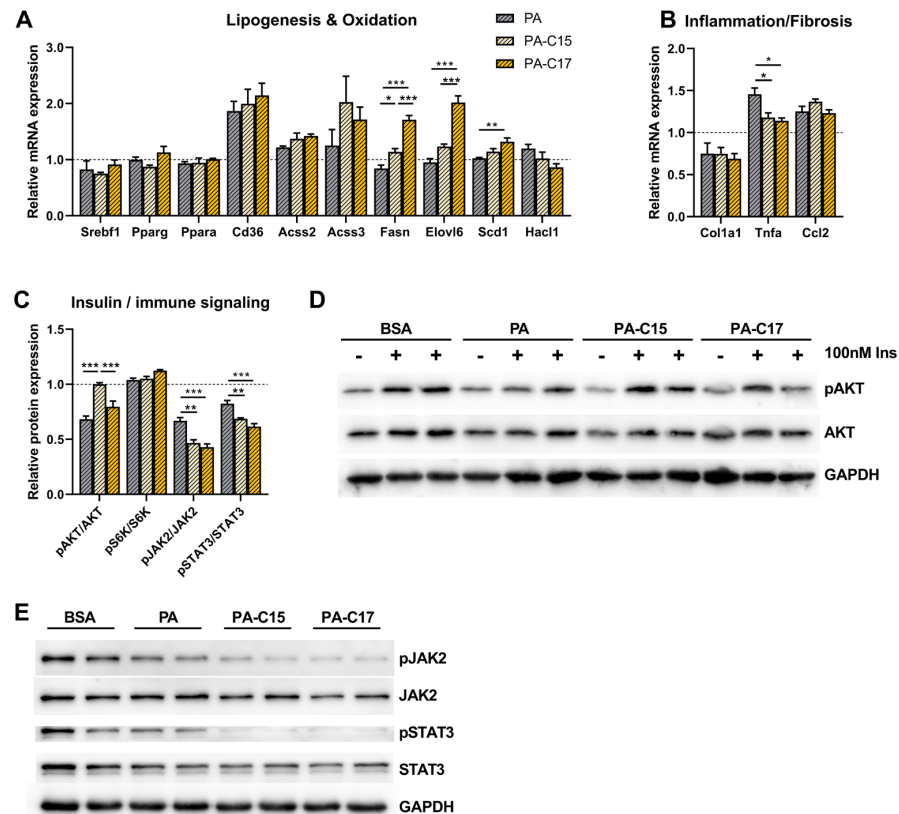 A
Lipogenesis & Oxidation
PA
PA-C15
PA-C17
Relative mRNA expression
3.0
2.0
1.0
0.0
*** * *** *** *** **
Srebf1 Pparg Ppara Cd36 Acss2 Acss3 Fasn Elovl6 Scd1 Hacl1
B
Inflammation/Fibrosis
Relative mRNA expression
2.0
1.5
1.0
0.5
0.0
* *
Col1a1 Tnfa Ccl2
C
Insulin / immune signaling
Relative protein expression
1.5
1.0
0.5
0.0
*** *** *** ** *** **
pAKT/AKT pS6K/S6K pJAK2/JAK2 pSTAT3/STAT3
D
BSA PA PA-C15 PA-C17
- + + - + + - + + - + + 100nM Ins
pAKT
AKT
GAPDH
E
BSA PA PA-C15 PA-C17
pJAK2
JAK2
pSTAT3
STAT3
GAPDH